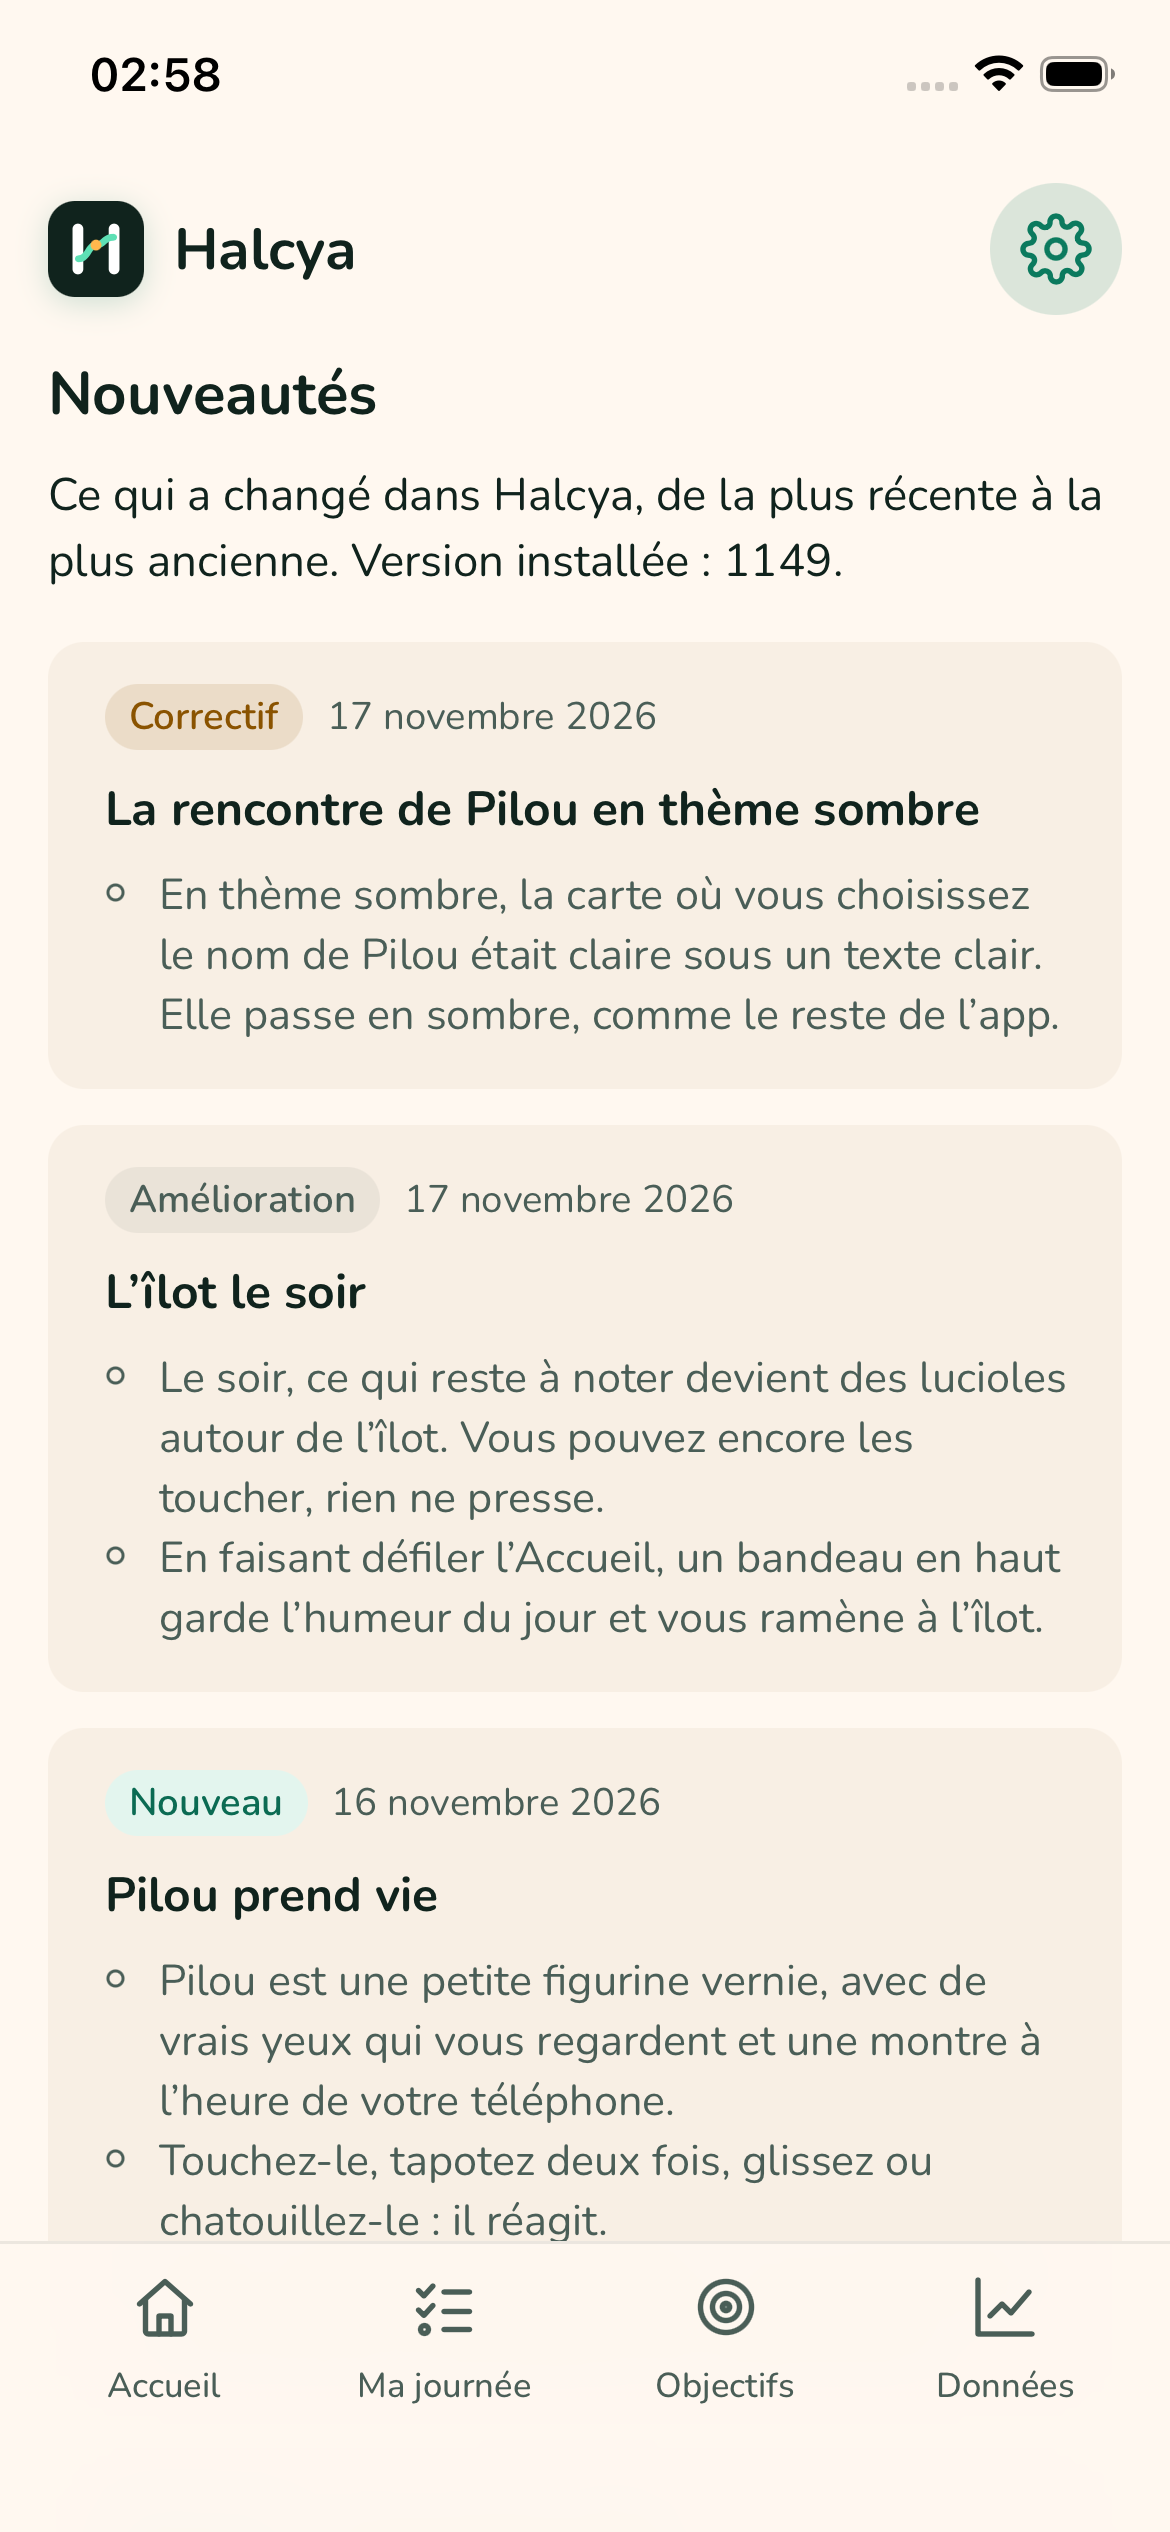 02:58
Halcya
Nouveautés
Ce qui a changé dans Halcya, de la plus récente à la
plus ancienne. Version installée : 1149.
Correctif 17 novembre 2026
La rencontre de Pilou en thème sombre
En thème sombre, la carte où vous choisissez
le nom de Pilou était claire sous un texte clair.
Elle passe en sombre, comme le reste de l’app.
Amélioration 17 novembre 2026
L’îlot le soir
Le soir, ce qui reste à noter devient des lucioles
autour de l’îlot. Vous pouvez encore les
toucher, rien ne presse.
En faisant défiler l’Accueil, un bandeau en haut
garde l’humeur du jour et vous ramène à l’îlot.
Nouveau 16 novembre 2026
Pilou prend vie
Pilou est une petite figurine vernie, avec de
vrais yeux qui vous regardent et une montre à
l’heure de votre téléphone.
Touchez-le, tapotez deux fois, glissez ou
chatouillez-le : il réagit.
Accueil Ma journée Objectifs Données